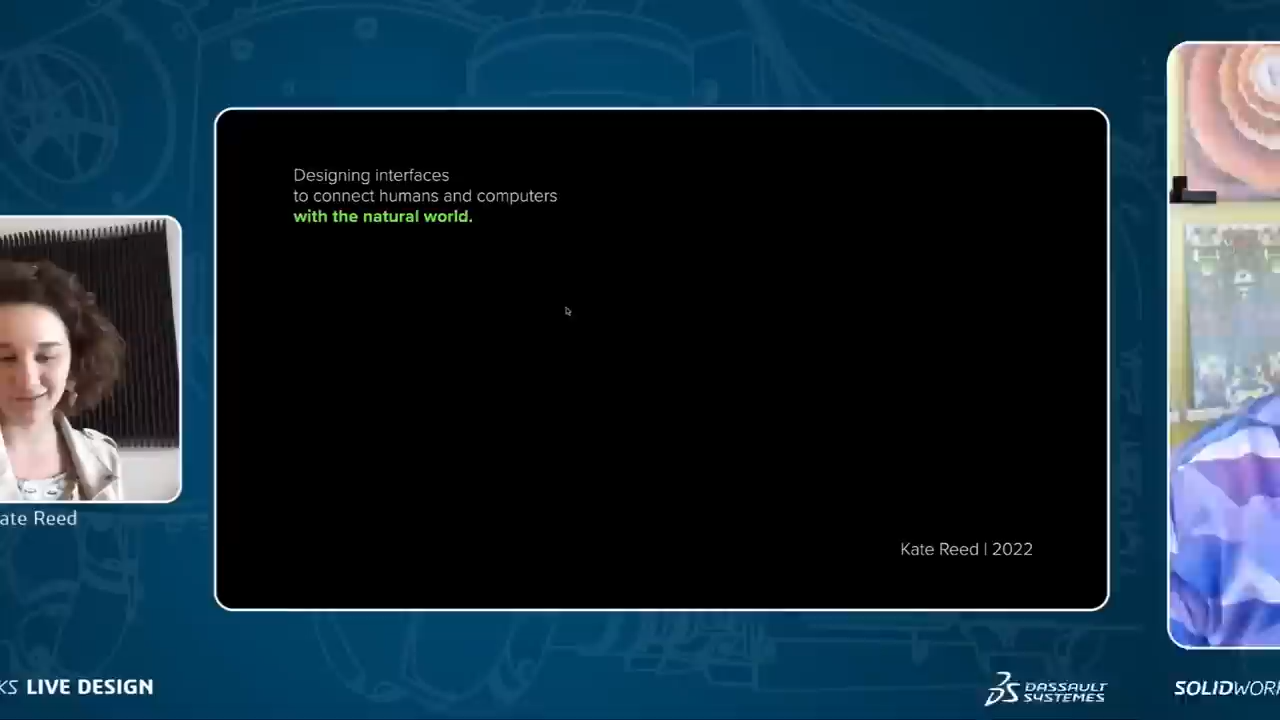 Designing interfaces
to connect humans and computers
with the natural world.
Kate Reed | 2022
ate Reed
KS LIVE DESIGN
DASSAULT
SYSTEMES
SOLIDWOR